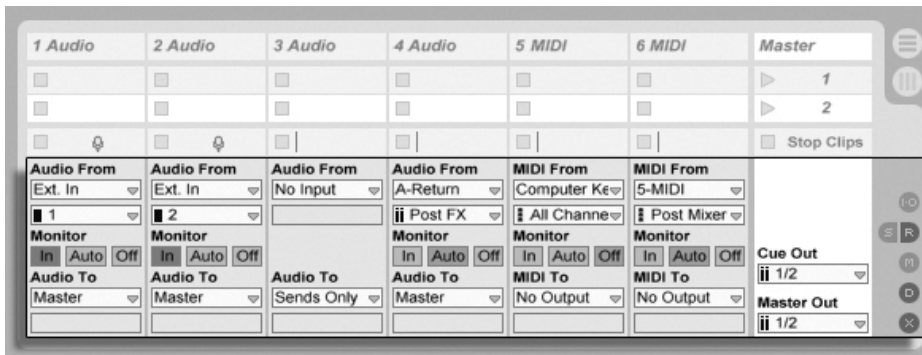 1 Audio 2 Audio 3 Audio 4 Audio 5 MIDI 6 MIDI Master
1
2
Stop Clips
Audio From Audio From Audio From Audio From MIDI From MIDI From
Ext. In Ext. In No Input A-Return Computer Ke 5-MIDI
1 2 Post FX All Channe Post Mixer
Monitor Monitor Monitor Monitor Monitor
In Auto Off In Auto Off In Auto Off In Auto Off In Auto Off Cue Out
Audio To Audio To Audio To Audio To MIDI To MIDI To 1/2
Master Master Sends Only Master No Output No Output Master Out
1/2
I-O
S R
M
D
X